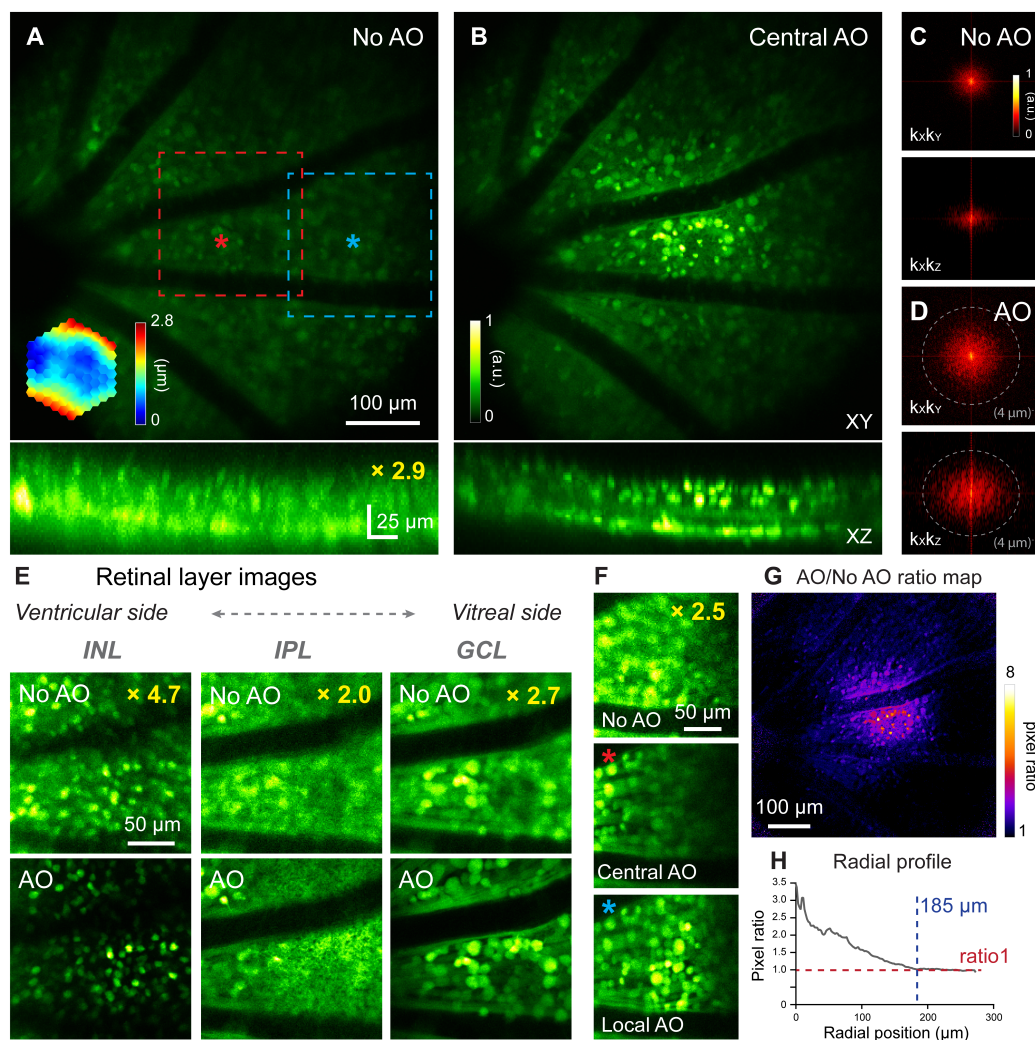 A
No AO
B
Central AO
C
No AO
1
(a.u.)
0
kxkY
kxkZ
*
*
2.8
(µm)
0
100 µm
1
(a.u.)
0
XY
D
AO
kxkY
(4 µm)
× 2.9
25 µm
XZ
kxkZ
(4 µm)
E
Retinal layer images
Ventricular side
Vitreal side
INL
IPL
GCL
No AO
× 4.7
50 µm
No AO
× 2.0
No AO
× 2.7
AO
AO
AO
F
× 2.5
No AO
50 µm
*
Central AO
*
Local AO
G
AO/No AO ratio map
8
pixel ratio
1
100 µm
H
Radial profile
3.5
3.0
2.5
2.0
1.5
1.0
0.5
0
Pixel ratio
185 µm
ratio1
0
100
200
300
Radial position (µm)